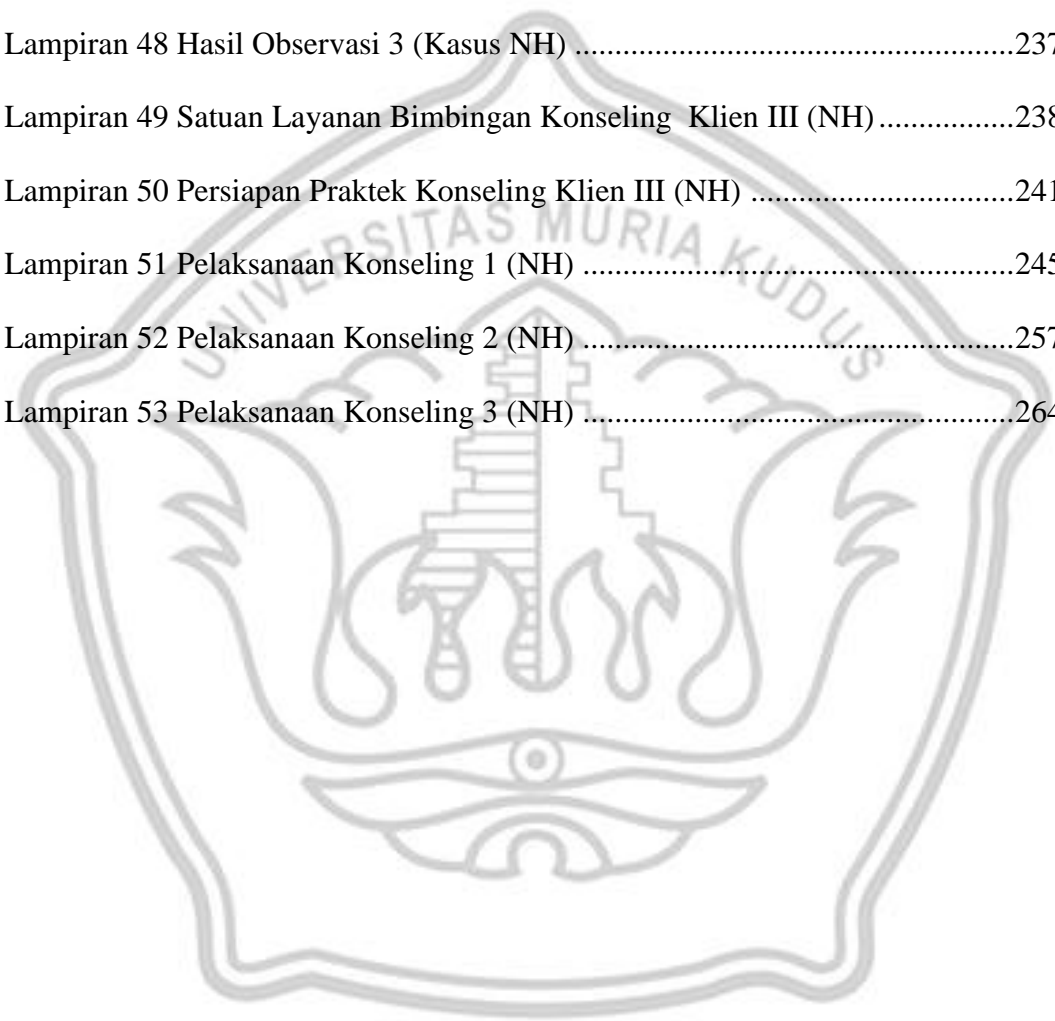 Lampiran 48 Hasil Observasi 3 (Kasus NH) ..........................................237
Lampiran 49 Satuan Layanan Bimbingan Konseling  Klien III (NH) ................238
Lampiran 50 Persiapan Praktek Konseling Klien III (NH) ................................241
Lampiran 51 Pelaksanaan Konseling 1 (NH) ..........................................245
Lampiran 52 Pelaksanaan Konseling 2 (NH) ..........................................257
Lampiran 53 Pelaksanaan Konseling 3 (NH) ..........................................264
UNIVERSITAS MURIA KUDUS